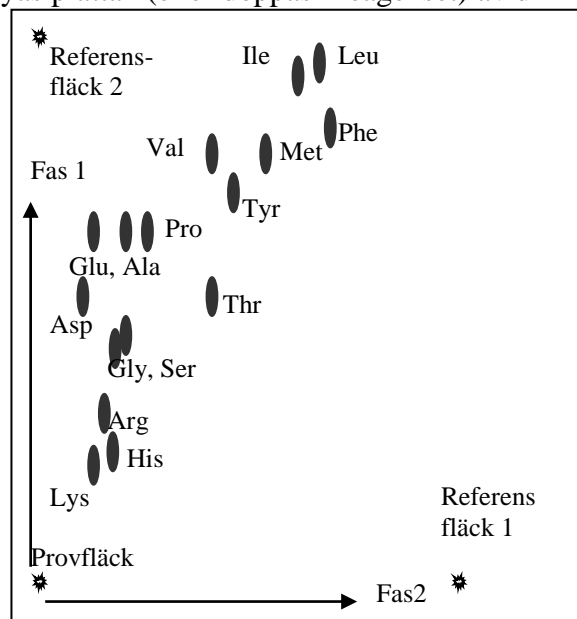 Referens-
fläck 2
Ile
Leu
Phe
Val
Met
Fas 1
Tyr
Pro
Glu, Ala
Asp
Thr
Gly, Ser
Arg
His
Lys
Referens
fläck 1
Provfläck
Fas2